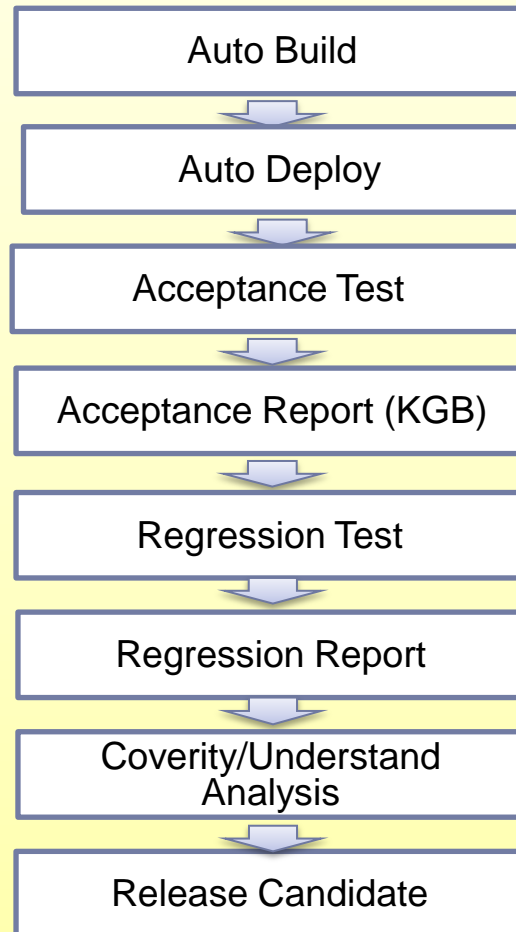 Auto Build
Auto Deploy
Acceptance Test
Acceptance Report (KGB)
Regression Test
Regression Report
Coverity/Understand
Analysis
Release Candidate